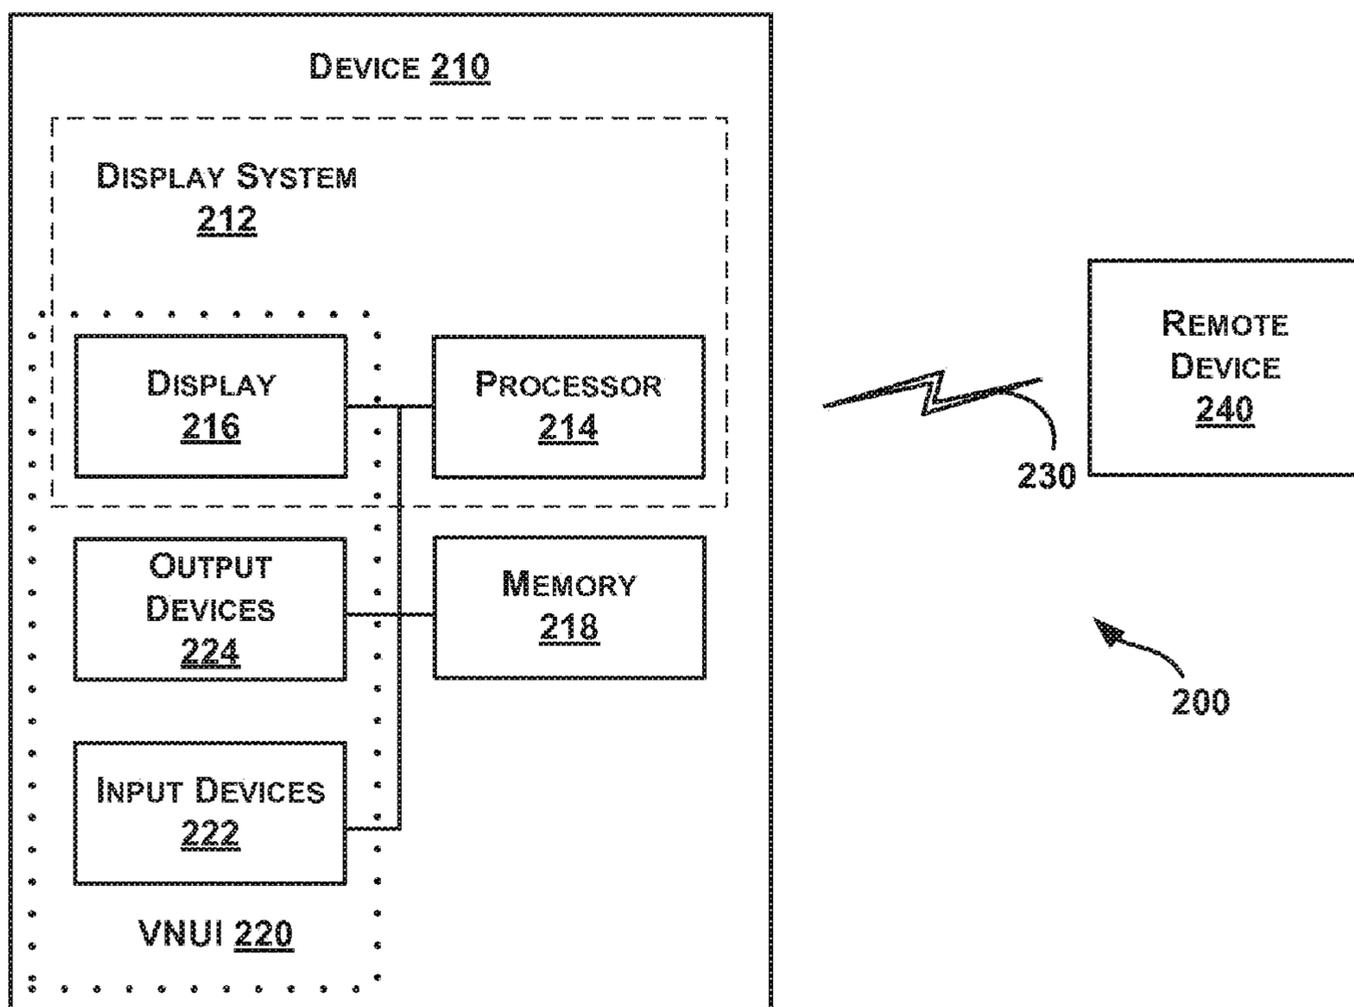 DEVICE 210
DISPLAY SYSTEM
212
DISPLAY
216
PROCESSOR
214
REMOTE
DEVICE
240
230
OUTPUT
DEVICES
224
MEMORY
218
200
INPUT DEVICES
222
VNUI 220